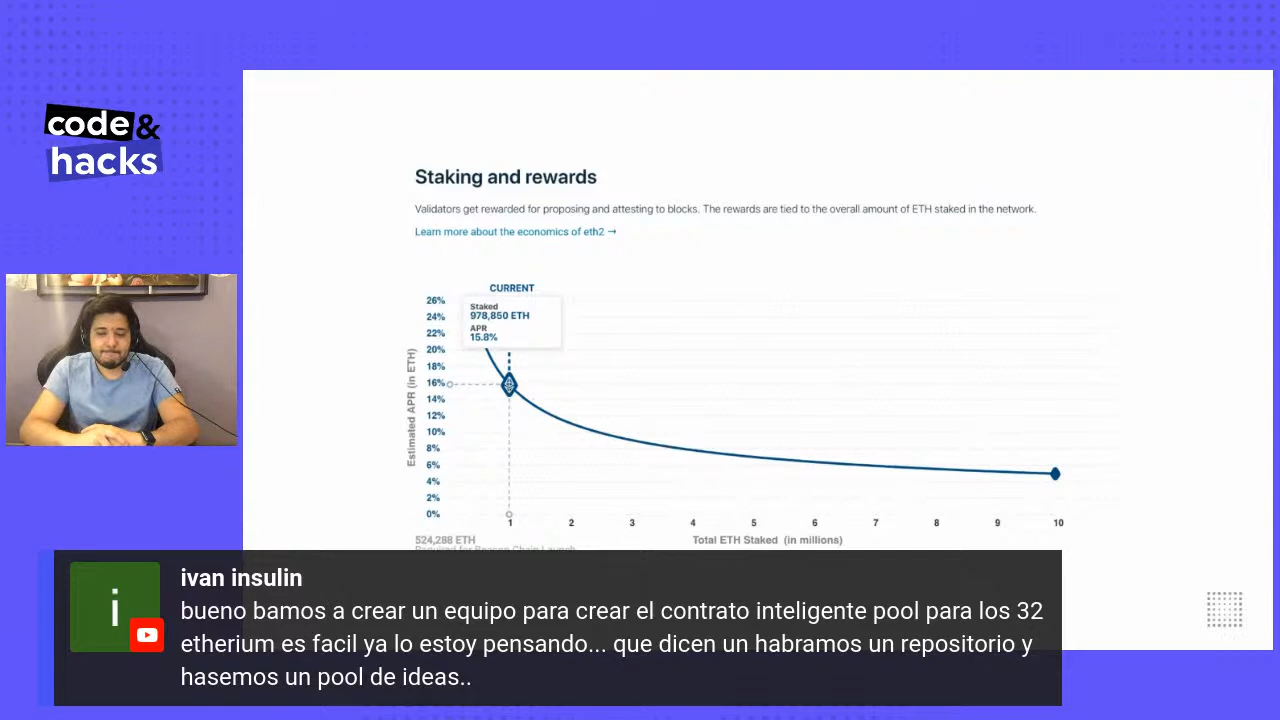 code&
hacks
Staking and rewards
Validators get rewarded for proposing and attesting to blocks. The rewards are tied to the overall amount of ETH staked in the network.
Learn more about the economics of eth2 →
CURRENT
Staked
978,850 ETH
APR
15.8%
26%
24%
22%
20%
18%
16%
14%
12%
10%
8%
6%
4%
2%
0%
Estimated APR (in ETH)
1 2 3 4 5 6 7 8 9 10
524,288 ETH
Required for Beacon Chain Launch
Total ETH Staked (in millions)
i
ivan insulin
bueno bamos a crear un equipo para crear el contrato inteligente pool para los 32
etherium es facil ya lo estoy pensando... que dicen un habramos un repositorio y
hasemos un pool de ideas..